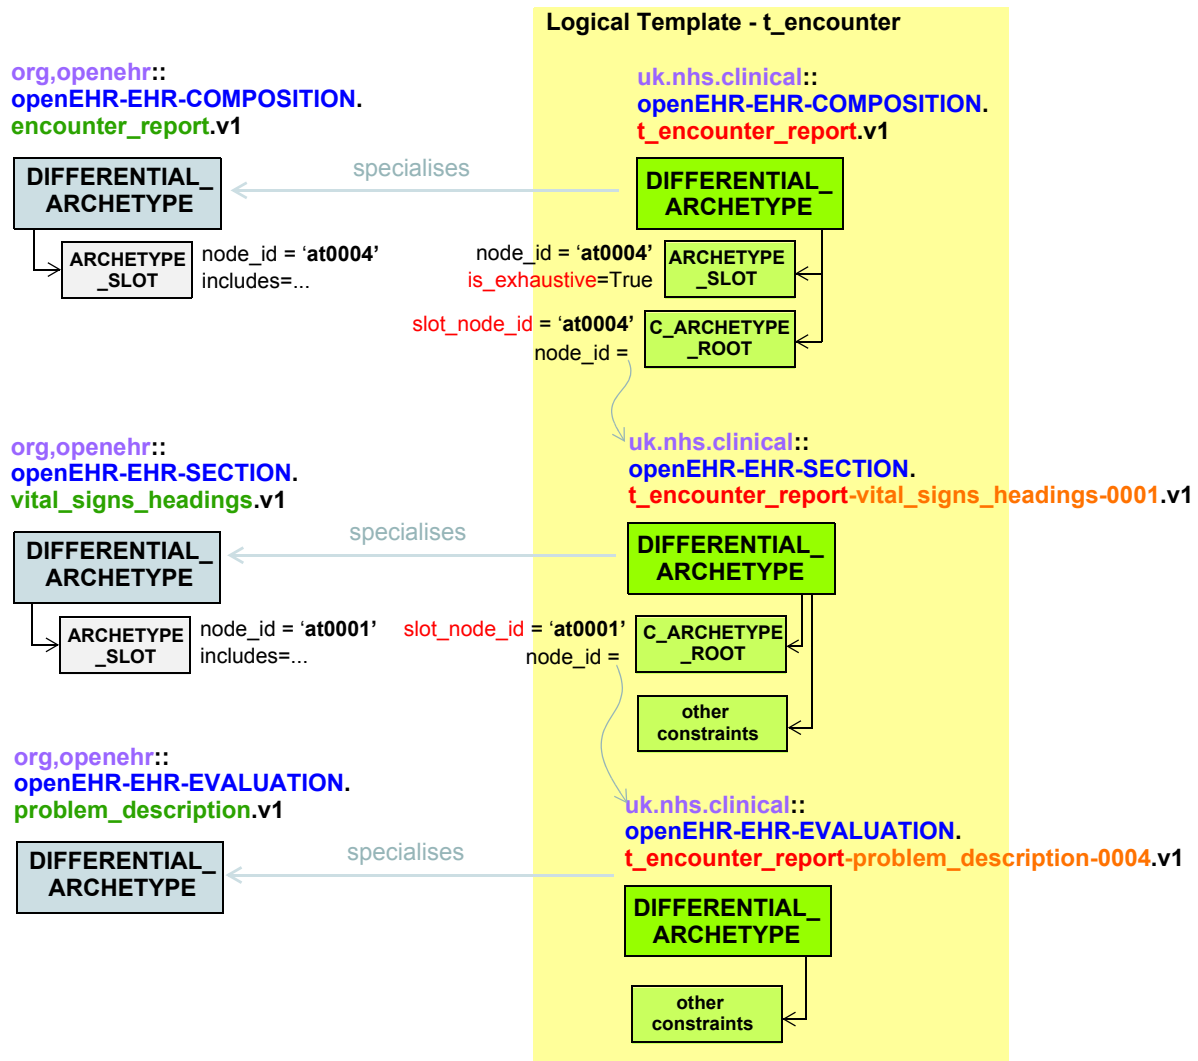 Logical Template - t_encounter
org,openehr::
openEHR-EHR-COMPOSITION.
encounter_report.v1
uk.nhs.clinical::
openEHR-EHR-COMPOSITION.
t_encounter_report.v1
DIFFERENTIAL_
ARCHETYPE
specialises
DIFFERENTIAL_
ARCHETYPE
ARCHETYPE
_SLOT
node_id = ‘at0004’
includes=...
node_id = ‘at0004’
is_exhaustive=True
ARCHETYPE
_SLOT
slot_node_id = ‘at0004’
node_id =
C_ARCHETYPE
_ROOT
org,openehr::
openEHR-EHR-SECTION.
vital_signs_headings.v1
uk.nhs.clinical::
openEHR-EHR-SECTION.
t_encounter_report-vital_signs_headings-0001.v1
DIFFERENTIAL_
ARCHETYPE
specialises
DIFFERENTIAL_
ARCHETYPE
ARCHETYPE
_SLOT
node_id = ‘at0001’
includes=...
slot_node_id = ‘at0001’
node_id =
C_ARCHETYPE
_ROOT
other
constraints
org,openehr::
openEHR-EHR-EVALUATION.
problem_description.v1
uk.nhs.clinical::
openEHR-EHR-EVALUATION.
t_encounter_report-problem_description-0004.v1
DIFFERENTIAL_
ARCHETYPE
specialises
DIFFERENTIAL_
ARCHETYPE
other
constraints